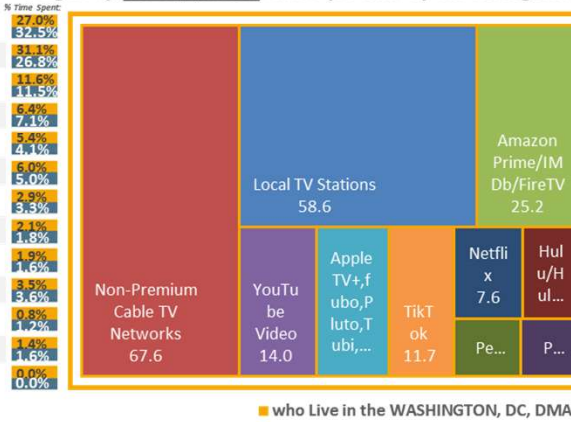 % Time Spent:
27.0%
32.5%
31.1%
26.8%
11.6%
11.5%
6.4%
7.1%
5.4%
4.1%
6.0%
5.0%
2.9%
3.3%
2.1%
1.8%
1.9%
1.6%
3.5%
3.6%
0.8%
1.2%
1.4%
1.6%
0.0%
0.0%
Non-Premium
Cable TV
Networks
67.6
Local TV Stations
58.6
Amazon
Prime/IM
Db/FireTV
25.2
YouTu
be
Video
14.0
Apple
TV+,f
ubo,P
luto,T
ubi,...
TikT
ok
11.7
Netfli
x
7.6
Hul
u/H
ul...
Pe...
P...
who Live in the WASHINGTON, DC, DMA